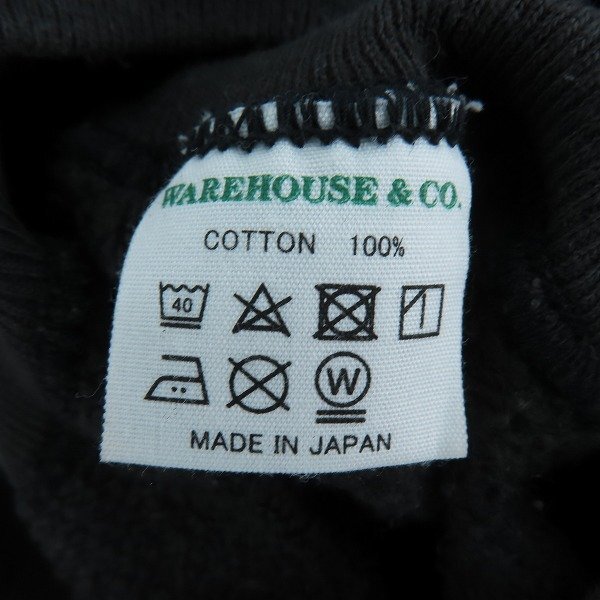 WAREHOUSE & CO.
COTTON 100%
40
W
MADE IN JAPAN